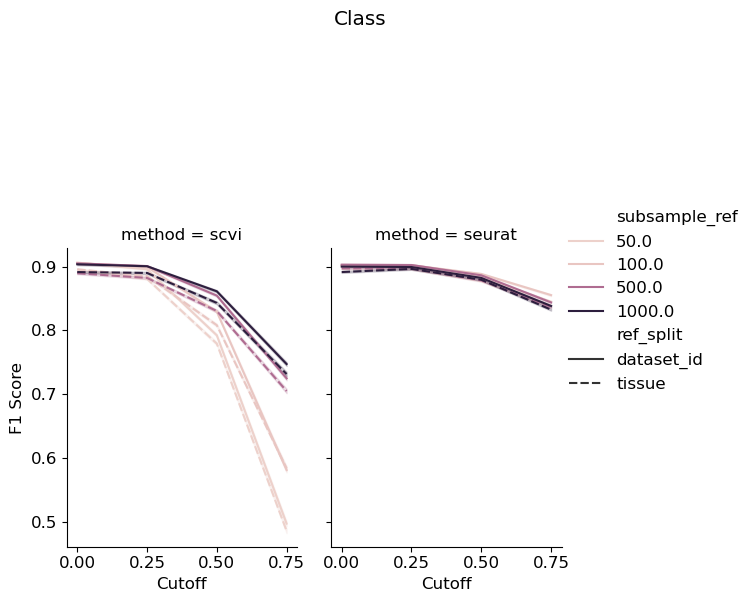 Class
method = scvi
method = seurat
F1 Score
0.9
0.8
0.7
0.6
0.5
0.00 0.25 0.50 0.75
0.00 0.25 0.50 0.75
Cutoff
Cutoff
subsample_ref
50.0
100.0
500.0
1000.0
ref_split
dataset_id
tissue